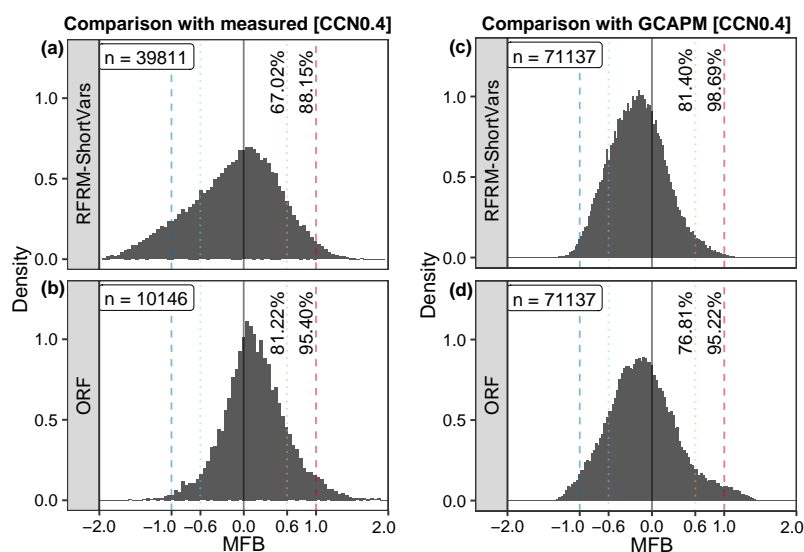 Comparison with measured [CCN0.4]
(a)
n = 39811
67.02%
88.15%
RFRM-ShortVars
1.0
0.5
0.0
(b)
n = 10146
81.22%
95.40%
ORF
1.0
0.5
0.0
Density
−2.0 −1.0 −0.6 0.0 0.6 1.0 2.0
MFB
Comparison with GCAPM [CCN0.4]
(c)
n = 71137
81.40%
98.69%
RFRM-ShortVars
1.0
0.5
0.0
(d)
n = 71137
76.81%
95.22%
ORF
1.0
0.5
0.0
Density
−2.0 −1.0 −0.6 0.0 0.6 1.0 2.0
MFB